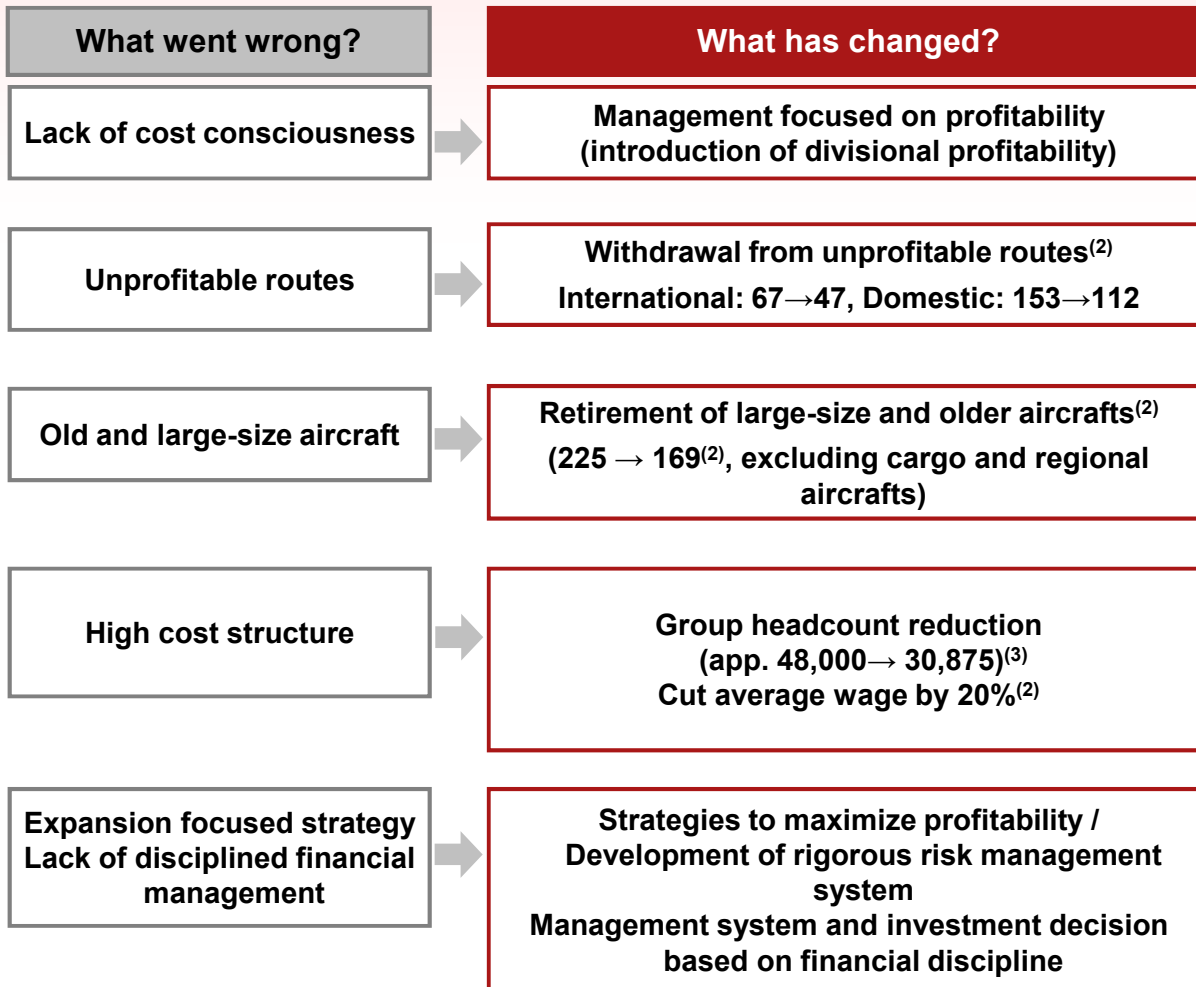 What went wrong?
What has changed?
Lack of cost consciousness
Management focused on profitability
(introduction of divisional profitability)
Unprofitable routes
Withdrawal from unprofitable routes(2)
International: 67→47, Domestic: 153→112
Old and large-size aircraft
Retirement of large-size and older aircrafts(2)
(225 → 169(2), excluding cargo and regional
aircrafts)
High cost structure
Group headcount reduction
(app. 48,000→ 30,875)(3)
Cut average wage by 20%(2)
Expansion focused strategy
Lack of disciplined financial
management
Strategies to maximize profitability /
Development of rigorous risk management
system
Management system and investment decision
based on financial discipline